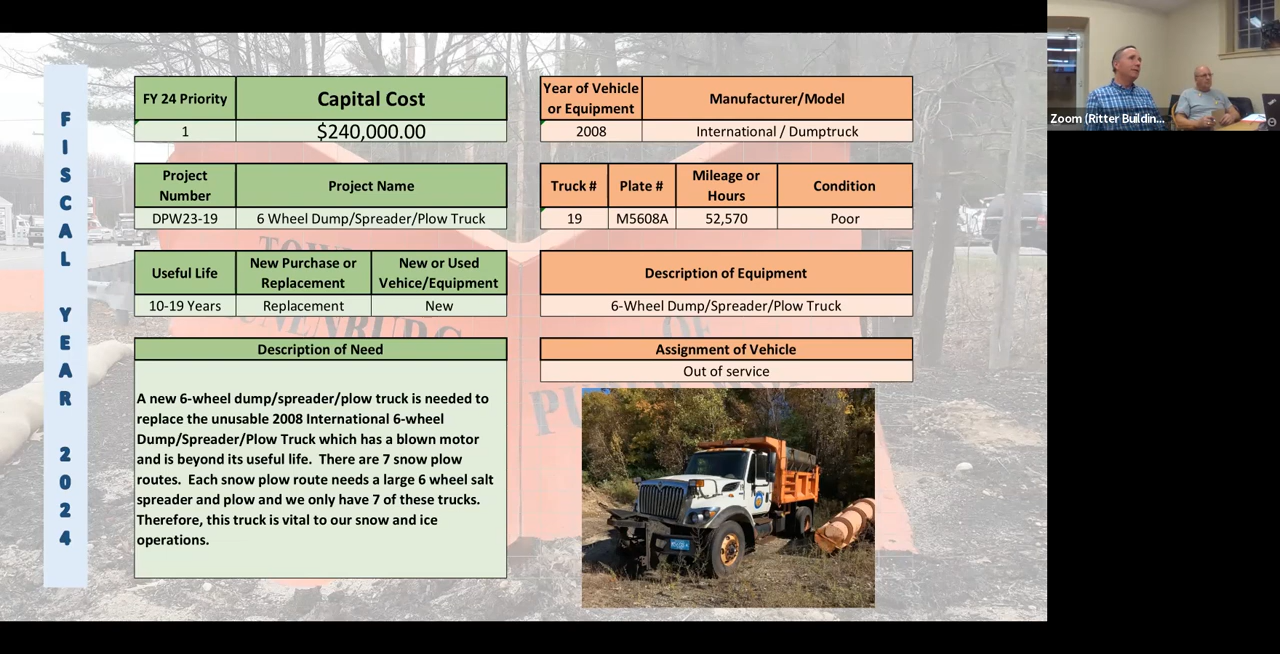 FISCAL YEAR 2024
FY 24 Priority
Capital Cost
1
$240,000.00
Project
Number
Project Name
DPW23-19
6 Wheel Dump/Spreader/Plow Truck
Useful Life
New Purchase or
Replacement
New or Used
Vehice/Equipment
10-19 Years
Replacement
New
Description of Need
A new 6-wheel dump/spreader/plow truck is needed to
replace the unusable 2008 International 6-wheel
Dump/Spreader/Plow Truck which has a blown motor
and is beyond its useful life. There are 7 snow plow
routes. Each snow plow route needs a large 6 wheel salt
spreader and plow and we only have 7 of these trucks.
Therefore, this truck is vital to our snow and ice
operations.
Year of Vehicle
or Equipment
Manufacturer/Model
2008
International / Dumptruck
Truck #
Plate #
Mileage or
Hours
Condition
19
M5608A
52,570
Poor
Description of Equipment
6-Wheel Dump/Spreader/Plow Truck
Assignment of Vehicle
Out of service
OF
Zoom (Ritter Buildin...